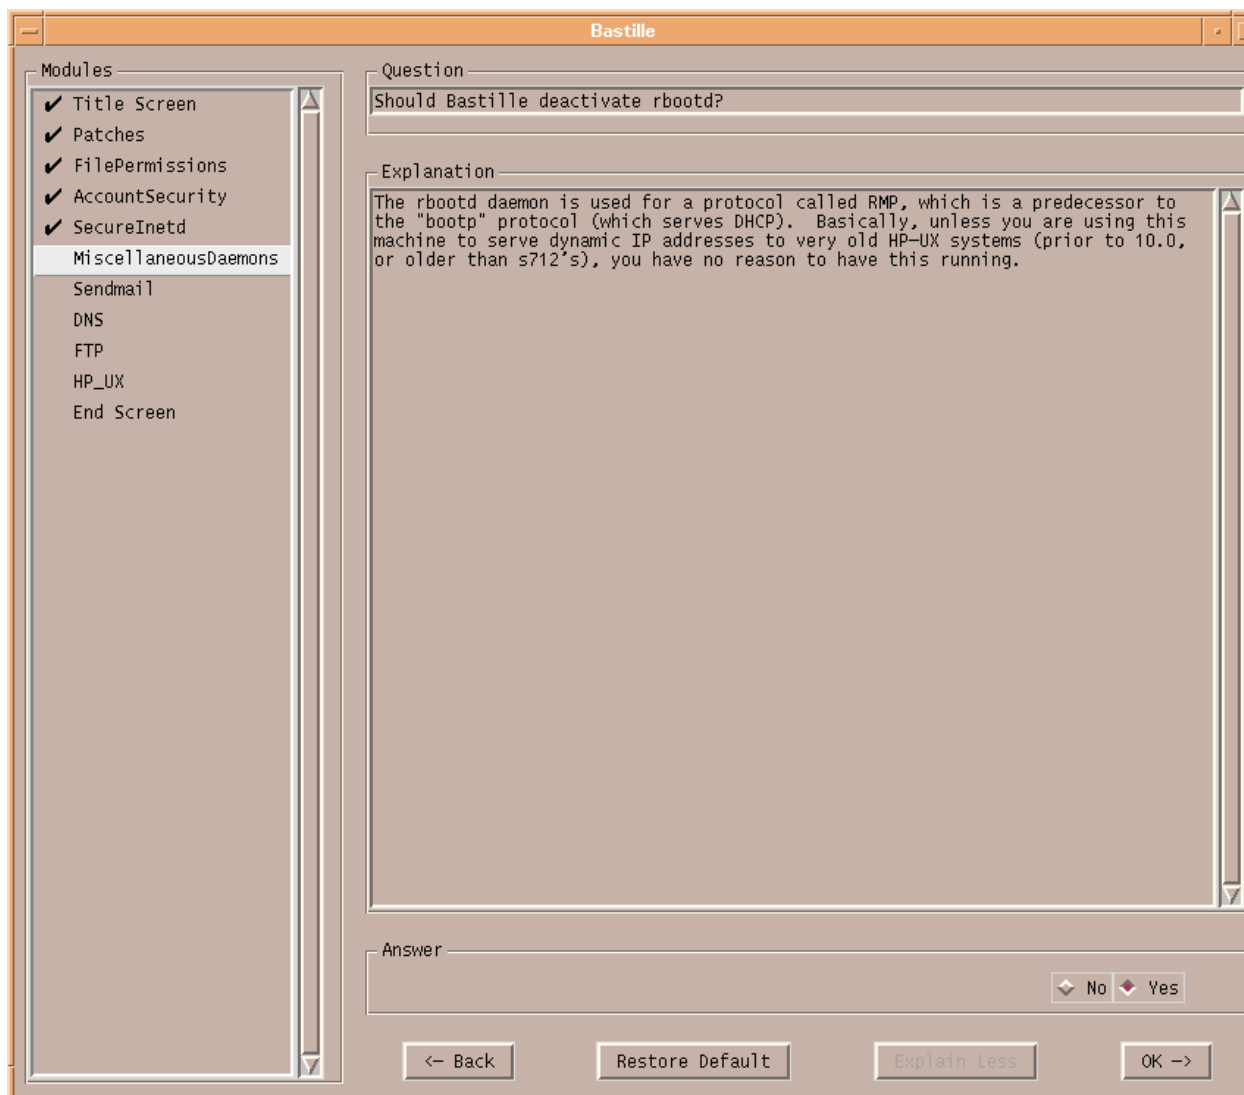 Bastille
Modules
✔ Title Screen
✔ Patches
✔ FilePermissions
✔ AccountSecurity
✔ SecureInetd
MiscellaneousDaemons
Sendmail
DNS
FTP
HP_UX
End Screen
Question
Should Bastille deactivate rbootd?
Explanation
The rbootd daemon is used for a protocol called RMP, which is a predecessor to
the "bootp" protocol (which serves DHCP).  Basically, unless you are using this
machine to serve dynamic IP addresses to very old HP-UX systems (prior to 10.0,
or older than s712's), you have no reason to have this running.
Answer
No Yes
<- Back Restore Default Explain Less OK ->